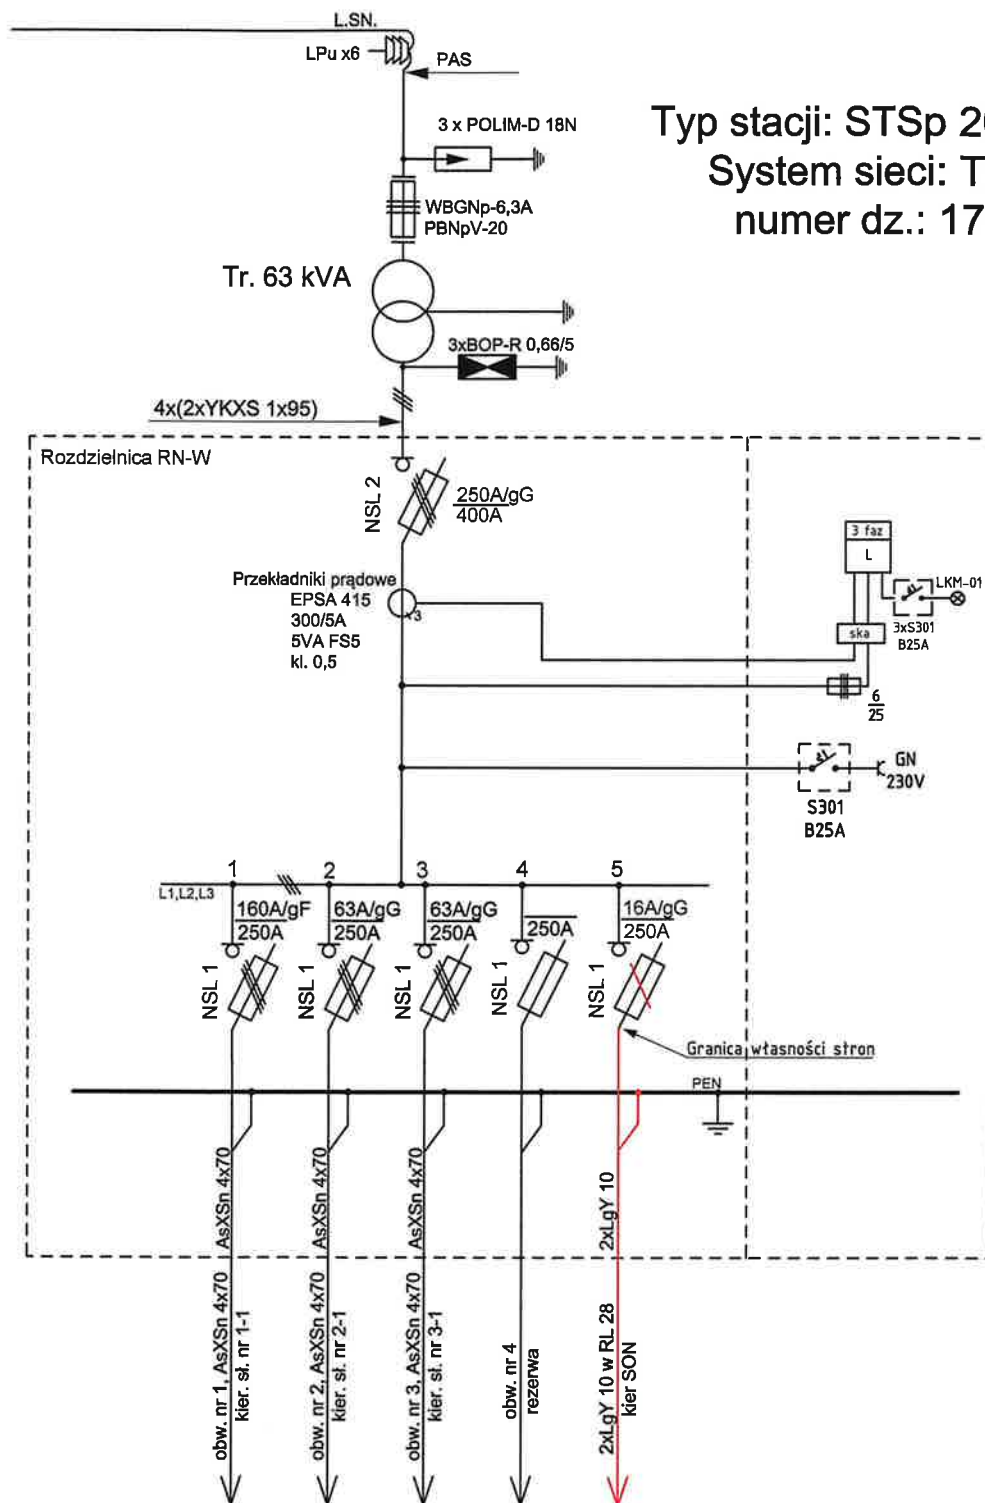 L.SN.
LPu x6
PAS
3 x POLIM-D 18N
Typ stacji: STSp
System sieci:
numer dz.:
WBGNp-6,3A
PBNpV-20
Tr. 63 kVA
3xBOP-R 0,66/5
4x(2xYKXS 1x95)
Rozdzielnica RN-W
NSL 2
250A/gG
400A
3 faz
L
LKM-01
3xS301
B25A
ska
Przekładniki prądowe
EPSA 415
300/5A
5VA FS5
kl. 0,5
x3
6
25
GN
230V
S301
B25A
1
2
3
4
5
L1,L2,L3
160A/gF
250A
63A/gG
250A
63A/gG
250A
250A
16A/gG
250A
NSL 1
NSL 1
NSL 1
NSL 1
NSL 1
Granica własności stron
PEN
AsXSn 4x70
AsXSn 4x70
AsXSn 4x70
2xLgY 10
obw. nr 1, AsXSn 4x70
kier. sł. nr 1-1
obw. nr 2, AsXSn 4x70
kier. sł. nr 2-1
obw. nr 3, AsXSn 4x70
kier. sł. nr 3-1
obw. nr 4
rezerwa
2xLgY 10 w RL 28
kier SON